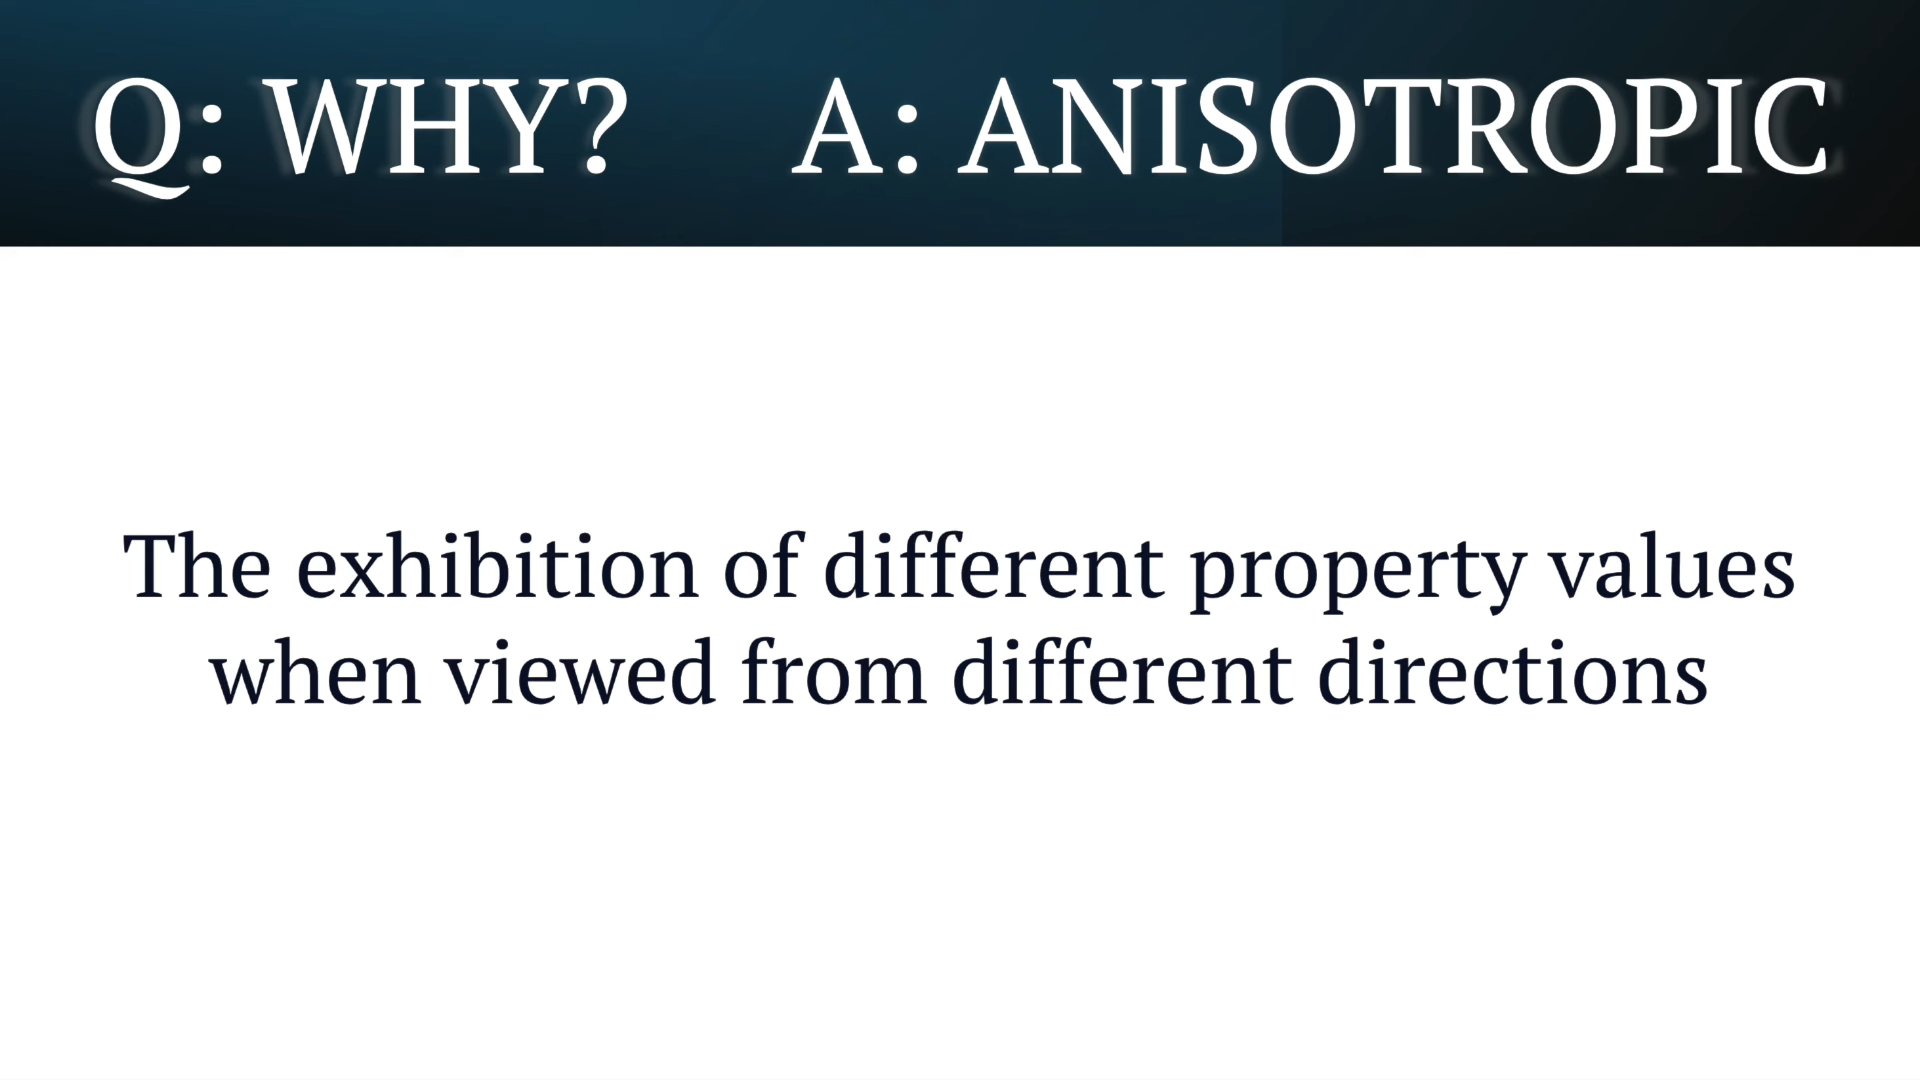 Q: WHY? A: ANISOTROPIC
The exhibition of different property values
when viewed from different directions